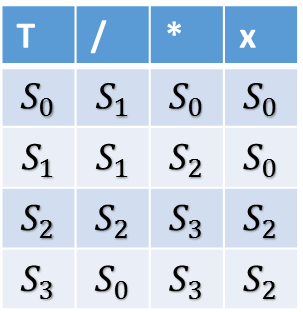 T / * x
S₀ S₁ S₀ S₀
S₁ S₁ S₂ S₀
S₂ S₂ S₃ S₂
S₃ S₀ S₃ S₂